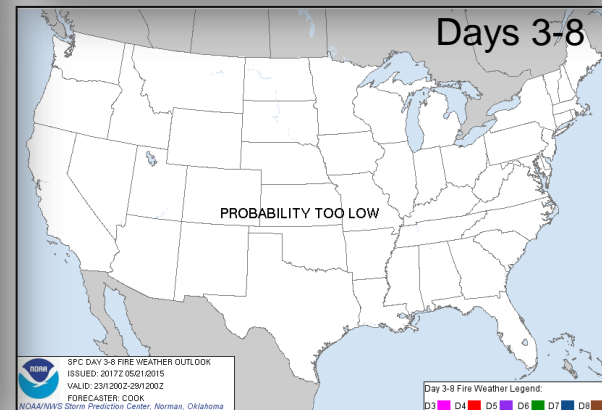 Days 3-8
PROBABILITY TOO LOW
NOAA
SPC DAY 3-8 FIRE WEATHER OUTLOOK
ISSUED: 2017Z 05/21/2015
VALID: 23/1200Z-29/1200Z
FORECASTER: COOK
NOAA/NWS Storm Prediction Center, Norman, Oklahoma
Day 3-8 Fire Weather Legend:
D3 D4 D5 D6 D7 D8